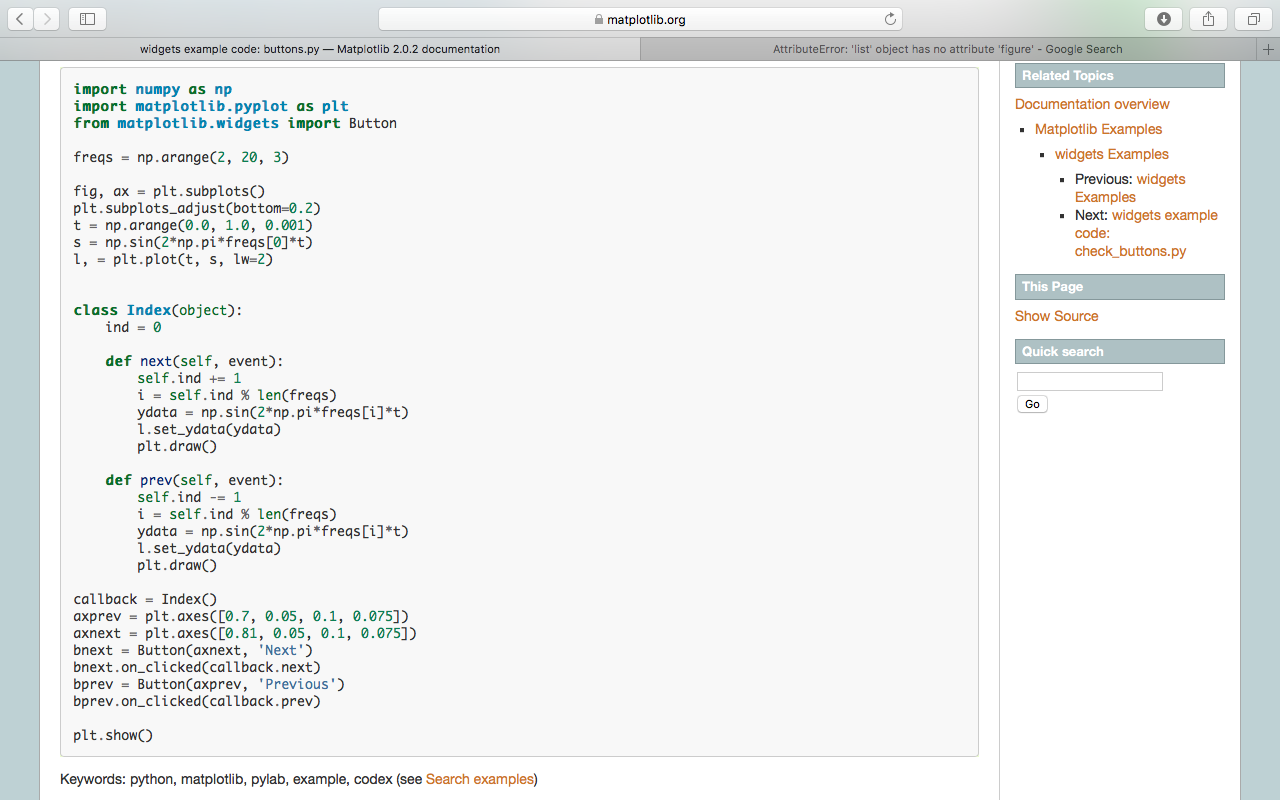 matplotlib.org
widgets example code: buttons.py — Matplotlib 2.0.2 documentation
AttributeError: 'list' object has no attribute 'figure' - Google Search
import numpy as np
import matplotlib.pyplot as plt
from matplotlib.widgets import Button
freqs = np.arange(2, 20, 3)
fig, ax = plt.subplots()
plt.subplots_adjust(bottom=0.2)
t = np.arange(0.0, 1.0, 0.001)
s = np.sin(2*np.pi*freqs[0]*t)
l, = plt.plot(t, s, lw=2)
class Index(object):
    ind = 0
    def next(self, event):
        self.ind += 1
        i = self.ind % len(freqs)
        ydata = np.sin(2*np.pi*freqs[i]*t)
        l.set_ydata(ydata)
        plt.draw()
    def prev(self, event):
        self.ind -= 1
        i = self.ind % len(freqs)
        ydata = np.sin(2*np.pi*freqs[i]*t)
        l.set_ydata(ydata)
        plt.draw()
callback = Index()
axprev = plt.axes([0.7, 0.05, 0.1, 0.075])
axnext = plt.axes([0.81, 0.05, 0.1, 0.075])
bnext = Button(axnext, 'Next')
bnext.on_clicked(callback.next)
bprev = Button(axprev, 'Previous')
bprev.on_clicked(callback.prev)
plt.show()
Keywords: python, matplotlib, pylab, example, codex (see Search examples)
Related Topics
Documentation overview
Matplotlib Examples
widgets Examples
Previous: widgets
Examples
Next: widgets example
code:
check_buttons.py
This Page
Show Source
Quick search
Go